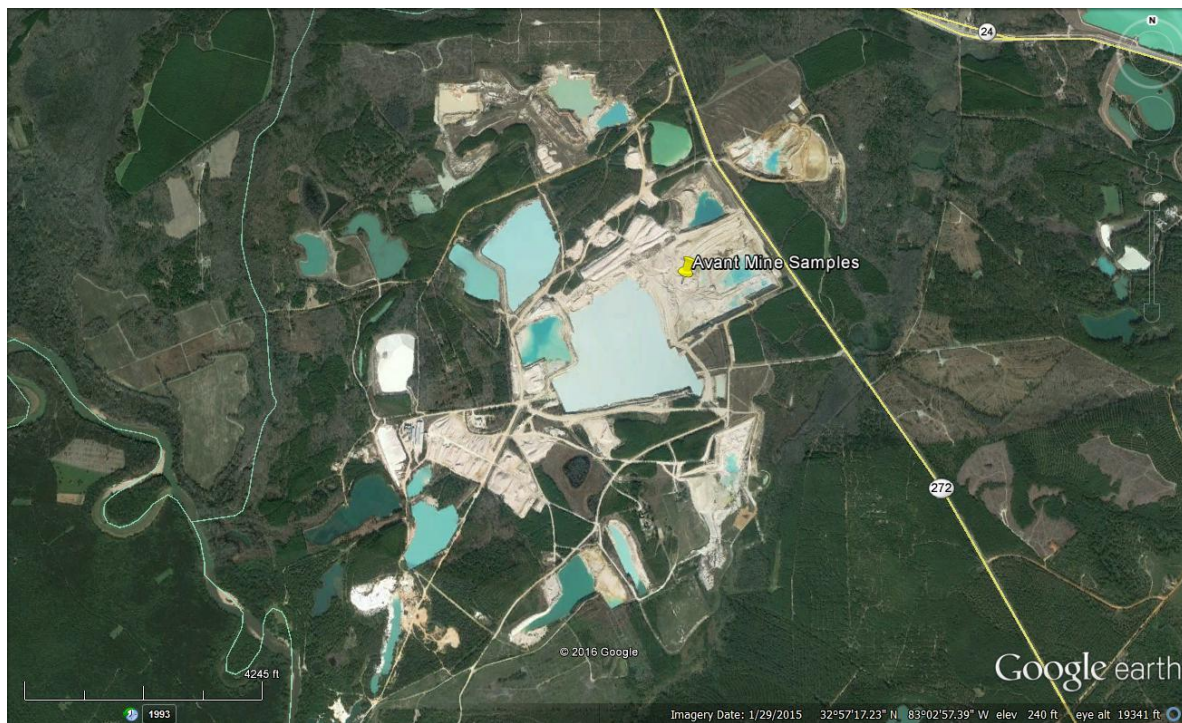 N
24
Avant Mine Samples
272
© 2016 Google
Google earth
4245 ft
1993
Imagery Date: 1/29/2015 32°57'17.23" N 83°02'57.39" W elev 240 ft eye alt 19341 ft